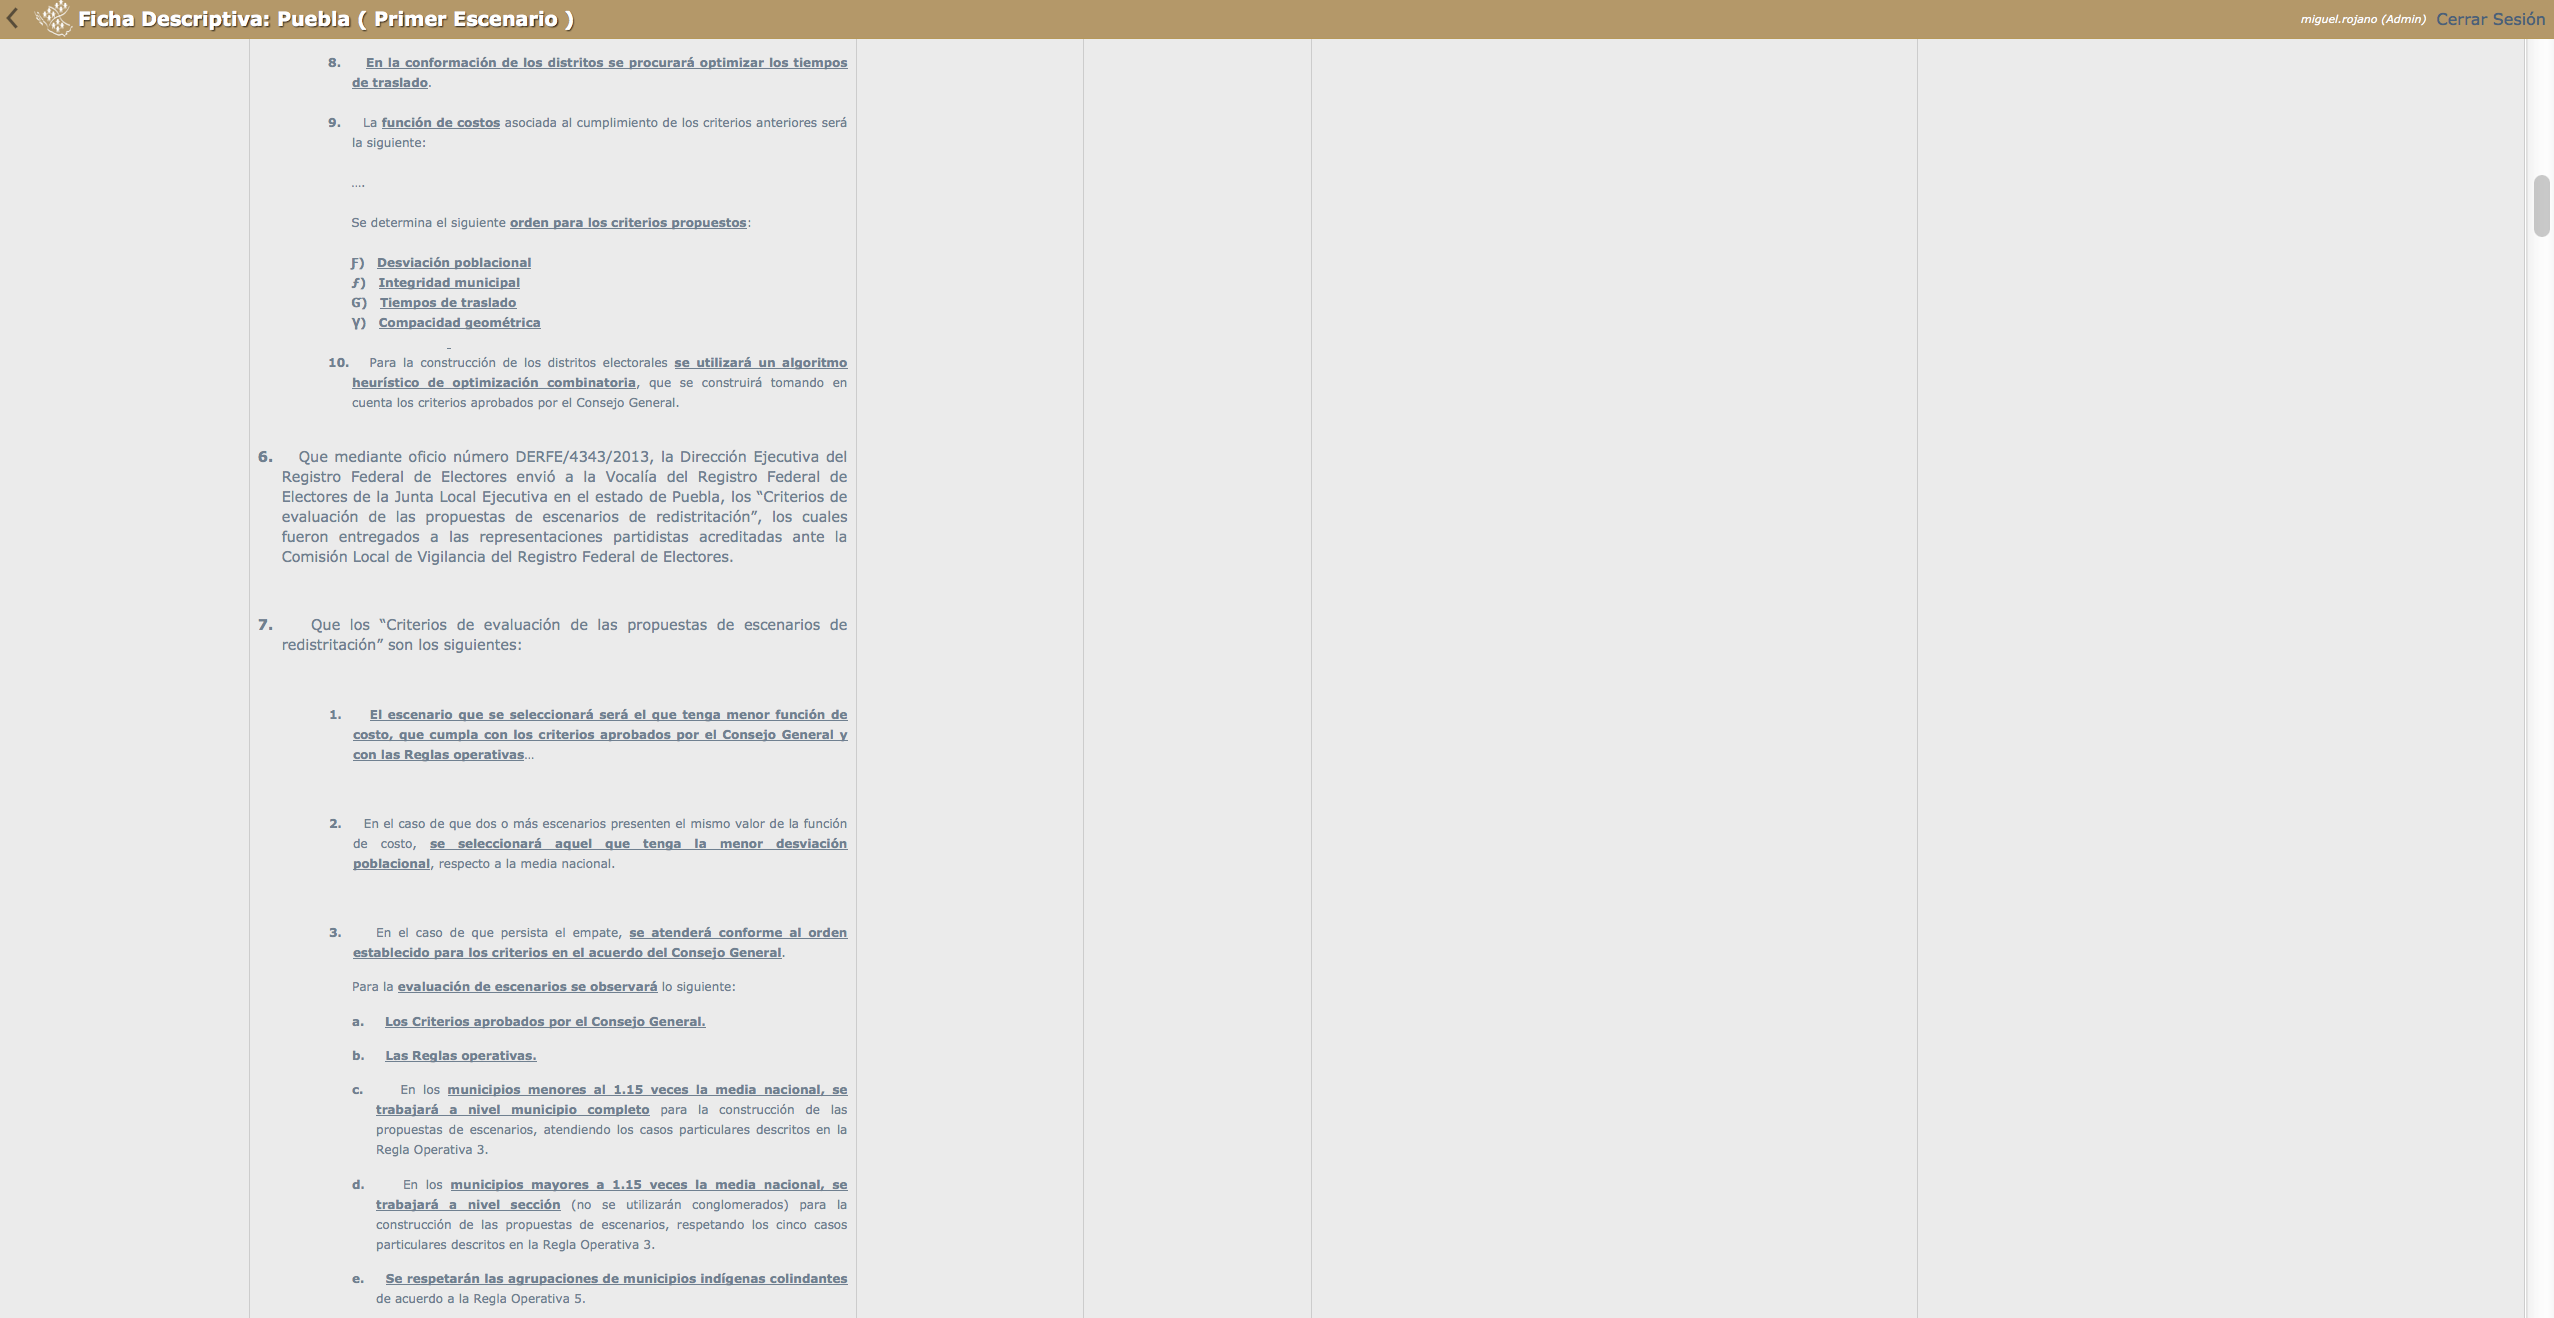 Ficha Descriptiva: Puebla ( Primer Escenario )
miguel.rojano (Admin) Cerrar Sesión
8. En la conformación de los distritos se procurará optimizar los tiempos
de traslado.
9. La función de costos asociada al cumplimiento de los criterios anteriores será
la siguiente:
....
Se determina el siguiente orden para los criterios propuestos:
Ƒ) Desviación poblacional
ƒ) Integridad municipal
Ɠ) Tiempos de traslado
Ɣ) Compacidad geométrica
10. Para la construcción de los distritos electorales se utilizará un algoritmo
heurístico de optimización combinatoria, que se construirá tomando en
cuenta los criterios aprobados por el Consejo General.
6. Que mediante oficio número DERFE/4343/2013, la Dirección Ejecutiva del
Registro Federal de Electores envió a la Vocalía del Registro Federal de
Electores de la Junta Local Ejecutiva en el estado de Puebla, los “Criterios de
evaluación de las propuestas de escenarios de redistritación”, los cuales
fueron entregados a las representaciones partidistas acreditadas ante la
Comisión Local de Vigilancia del Registro Federal de Electores.
7. Que los “Criterios de evaluación de las propuestas de escenarios de
redistritación” son los siguientes:
1. El escenario que se seleccionará será el que tenga menor función de
costo, que cumpla con los criterios aprobados por el Consejo General y
con las Reglas operativas...
2. En el caso de que dos o más escenarios presenten el mismo valor de la función
de costo, se seleccionará aquel que tenga la menor desviación
poblacional, respecto a la media nacional.
3. En el caso de que persista el empate, se atenderá conforme al orden
establecido para los criterios en el acuerdo del Consejo General.
Para la evaluación de escenarios se observará lo siguiente:
a. Los Criterios aprobados por el Consejo General.
b. Las Reglas operativas.
c. En los municipios menores al 1.15 veces la media nacional, se
trabajará a nivel municipio completo para la construcción de las
propuestas de escenarios, atendiendo los casos particulares descritos en la
Regla Operativa 3.
d. En los municipios mayores a 1.15 veces la media nacional, se
trabajará a nivel sección (no se utilizarán conglomerados) para la
construcción de las propuestas de escenarios, respetando los cinco casos
particulares descritos en la Regla Operativa 3.
e. Se respetarán las agrupaciones de municipios indígenas colindantes
de acuerdo a la Regla Operativa 5.